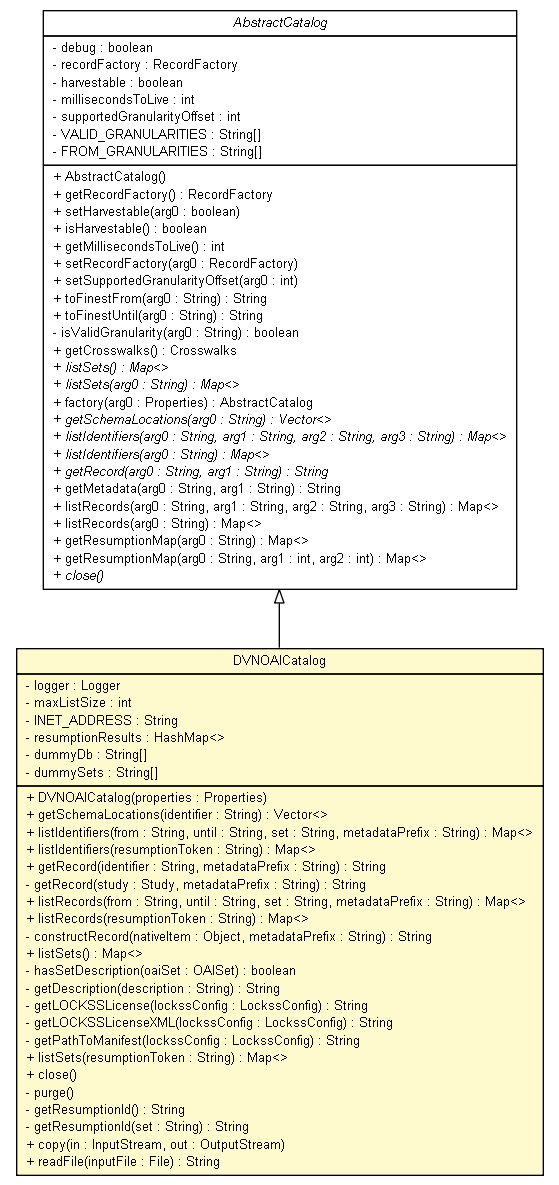 AbstractCatalog
- debug : boolean
- recordFactory : RecordFactory
- harvestable : boolean
- millisecondsToLive : int
- supportedGranularityOffset : int
- VALID_GRANULARITIES : String[]
- FROM_GRANULARITIES : String[]
+ AbstractCatalog()
+ getRecordFactory() : RecordFactory
+ setHarvestable(arg0 : boolean)
+ isHarvestable() : boolean
+ getMillisecondsToLive() : int
+ setRecordFactory(arg0 : RecordFactory)
+ setSupportedGranularityOffset(arg0 : int)
+ toFinestFrom(arg0 : String) : String
+ toFinestUntil(arg0 : String) : String
- isValidGranularity(arg0 : String) : boolean
+ getCrosswalks() : Crosswalks
+ listSets() : Map<>
+ listSets(arg0 : String) : Map<>
+ factory(arg0 : Properties) : AbstractCatalog
+ getSchemaLocations(arg0 : String) : Vector<>
+ listIdentifiers(arg0 : String, arg1 : String, arg2 : String, arg3 : String) : Map<>
+ listIdentifiers(arg0 : String) : Map<>
+ getRecord(arg0 : String, arg1 : String) : String
+ getMetadata(arg0 : String, arg1 : String) : String
+ listRecords(arg0 : String, arg1 : String, arg2 : String, arg3 : String) : Map<>
+ listRecords(arg0 : String) : Map<>
+ getResumptionMap(arg0 : String) : Map<>
+ getResumptionMap(arg0 : String, arg1 : int, arg2 : int) : Map<>
+ close()
DVNOAICatalog
- logger : Logger
- maxListSize : int
- INET_ADDRESS : String
- resumptionResults : HashMap<>
- dummyDb : String[]
- dummySets : String[]
+ DVNOAICatalog(properties : Properties)
+ getSchemaLocations(identifier : String) : Vector<>
+ listIdentifiers(from : String, until : String, set : String, metadataPrefix : String) : Map<>
+ listIdentifiers(resumptionToken : String) : Map<>
+ getRecord(identifier : String, metadataPrefix : String) : String
- getRecord(study : Study, metadataPrefix : String) : String
+ listRecords(from : String, until : String, set : String, metadataPrefix : String) : Map<>
+ listRecords(resumptionToken : String) : Map<>
- constructRecord(nativeItem : Object, metadataPrefix : String) : String
+ listSets() : Map<>
- hasSetDescription(oaiSet : OAISet) : boolean
- getDescription(description : String) : String
- getLOCKSSLicense(lockssConfig : LockssConfig) : String
- getLOCKSSLicenseXML(lockssConfig : LockssConfig) : String
- getPathToManifest(lockssConfig : LockssConfig) : String
+ listSets(resumptionToken : String) : Map<>
+ close()
- purge()
- getResumptionId() : String
- getResumptionId(set : String) : String
+ copy(in : InputStream, out : OutputStream)
+ readFile(inputFile : File) : String